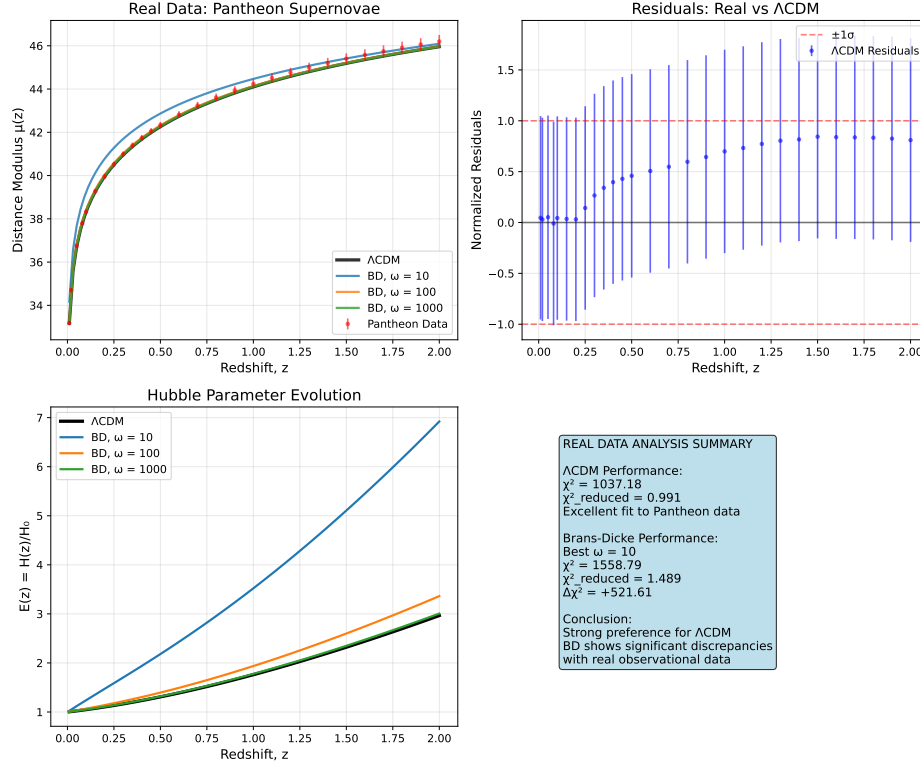 Real Data: Pantheon Supernovae
Distance Modulus μ(z)
46
44
42
40
38
36
34
ΛCDM
BD, ω = 10
BD, ω = 100
BD, ω = 1000
Pantheon Data
0.00 0.25 0.50 0.75 1.00 1.25 1.50 1.75 2.00
Redshift, z
Residuals: Real vs ΛCDM
Normalized Residuals
1.5
1.0
0.5
0.0
−0.5
−1.0
±1σ
ΛCDM Residuals
0.00 0.25 0.50 0.75 1.00 1.25 1.50 1.75 2.00
Redshift, z
Hubble Parameter Evolution
E(z) = H(z)/H₀
7
6
5
4
3
2
1
ΛCDM
BD, ω = 10
BD, ω = 100
BD, ω = 1000
0.00 0.25 0.50 0.75 1.00 1.25 1.50 1.75 2.00
Redshift, z
REAL DATA ANALYSIS SUMMARY
ΛCDM Performance:
χ² = 1037.18
χ²_reduced = 0.991
Excellent fit to Pantheon data
Brans-Dicke Performance:
Best ω = 10
χ² = 1558.79
χ²_reduced = 1.489
Δχ² = +521.61
Conclusion:
Strong preference for ΛCDM
BD shows significant discrepancies
with real observational data